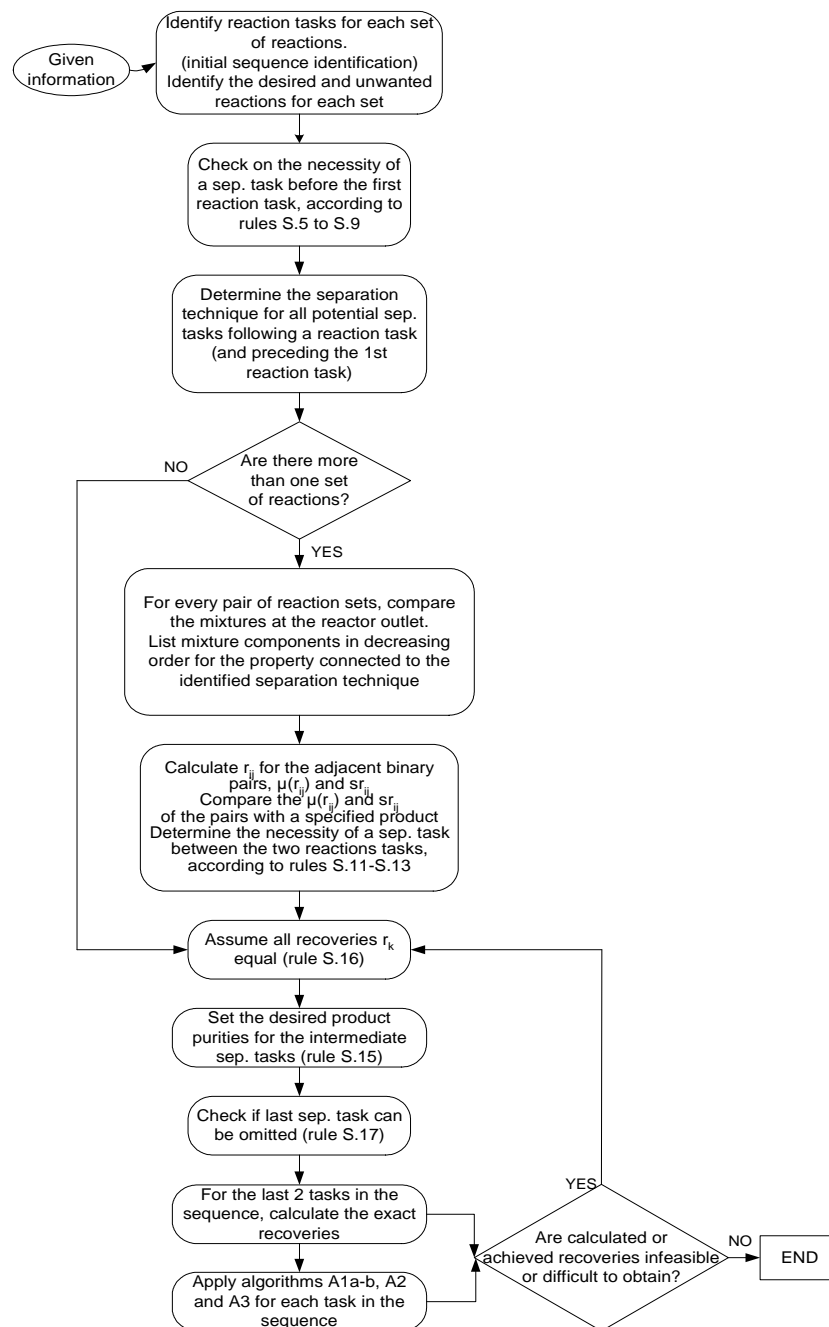 Identify reaction tasks for each set
of reactions.
(initial sequence identification)
Identify the desired and unwanted
reactions for each set
Given
information
Check on the necessity of
a sep. task before the first
reaction task, according to
rules S.5 to S.9
Determine the separation
technique for all potential sep.
tasks following a reaction task
(and preceding the 1st
reaction task)
NO
Are there more
than one set
of reactions?
YES
For every pair of reaction sets, compare
the mixtures at the reactor outlet.
List mixture components in decreasing
order for the property connected to the
identified separation technique
Calculate rij for the adjacent binary
pairs, µ(rij) and srij
Compare the µ(rij) and srij
of the pairs with a specified product
Determine the necessity of a sep. task
between the two reactions tasks,
according to rules S.11-S.13
Assume all recoveries rk
equal (rule S.16)
Set the desired product
purities for the intermediate
sep. tasks (rule S.15)
Check if last sep. task can
be omitted (rule S.17)
For the last 2 tasks in the
sequence, calculate the exact
recoveries
YES
Are calculated or
achieved recoveries infeasible
or difficult to obtain?
NO
END
Apply algorithms A1a-b, A2
and A3 for each task in the
sequence